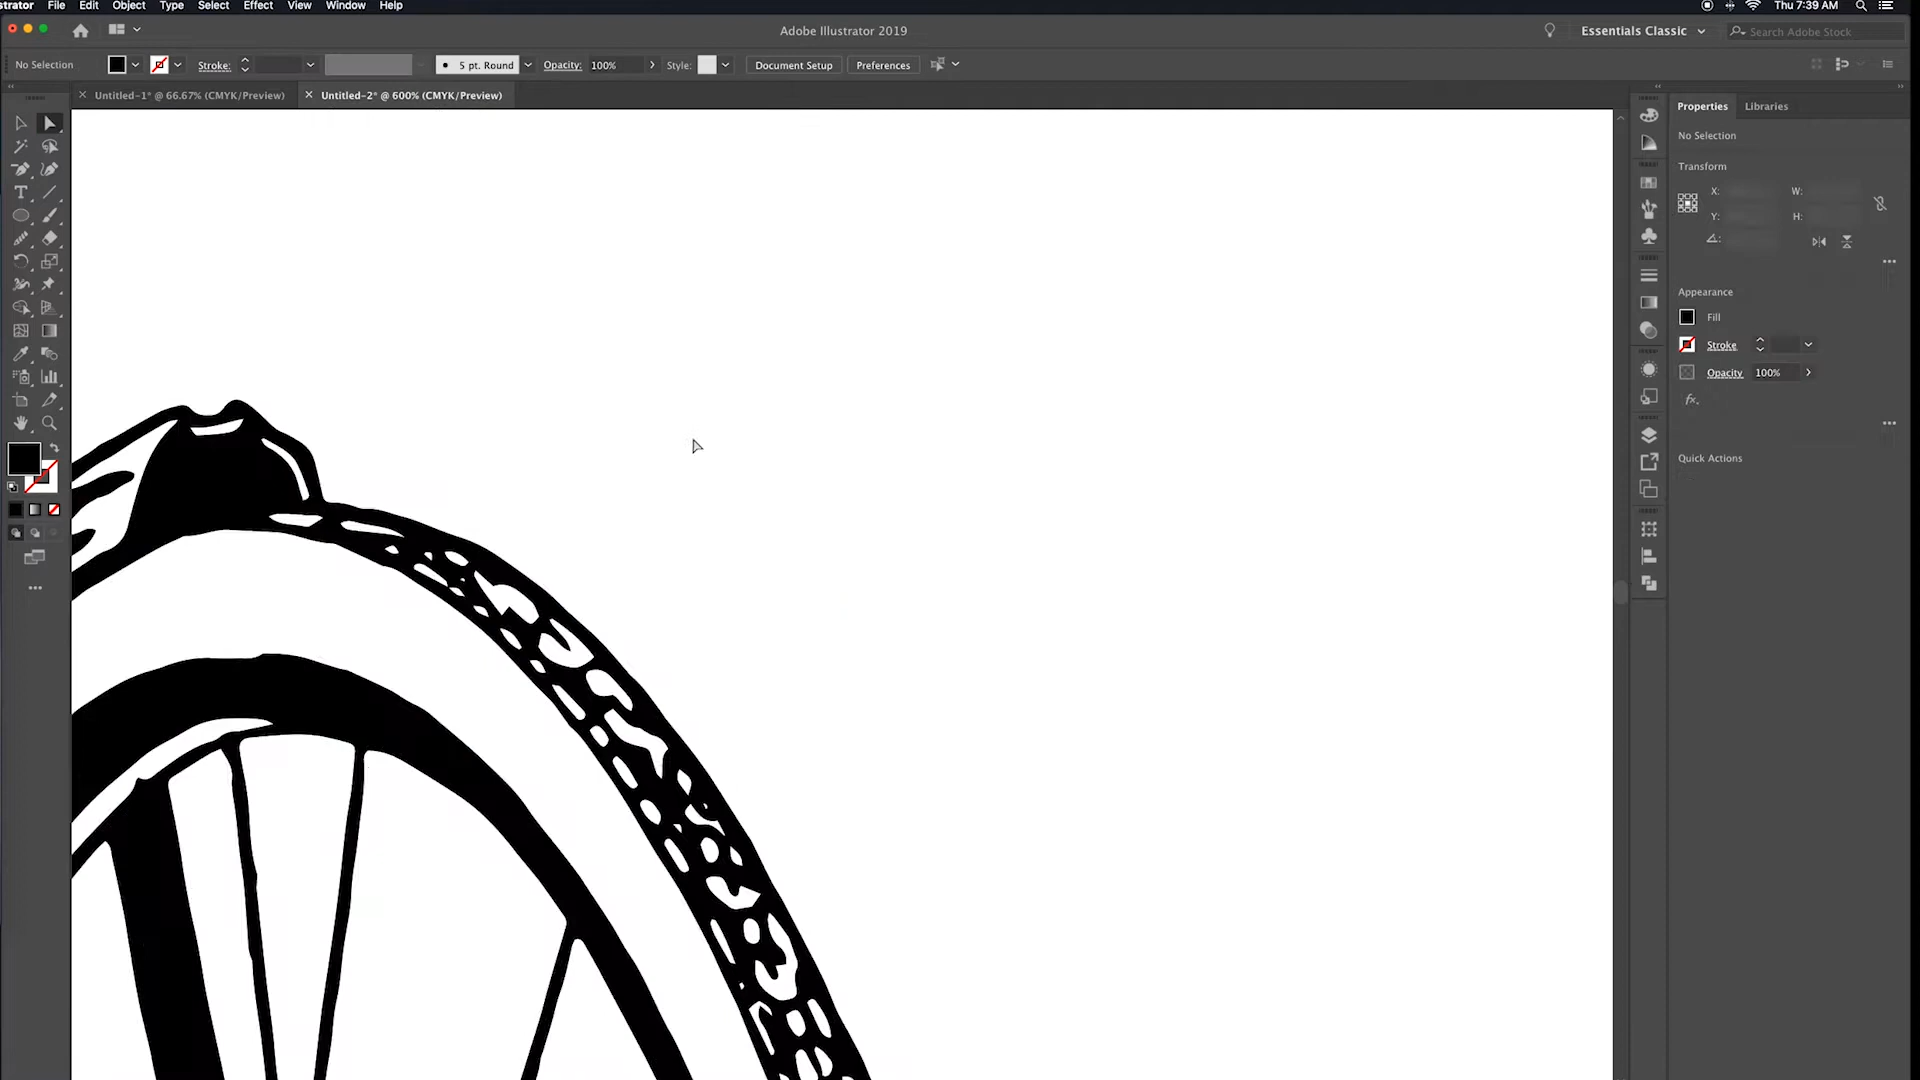 strator File Edit Object Type Select Effect View Window Help Thu 7:39 AM
Adobe Illustrator 2019 Essentials Classic Search Adobe Stock
No Selection Stroke: 5 pt. Round Opacity: 100% Style: Document Setup Preferences
Untitled-1* @ 66.67% (CMYK/Preview) Untitled-2* @ 600% (CMYK/Preview)
Properties Libraries
No Selection
Transform
X: W:
Y: H:
Appearance
Fill
Stroke
Opacity 100%
fx.
Quick Actions